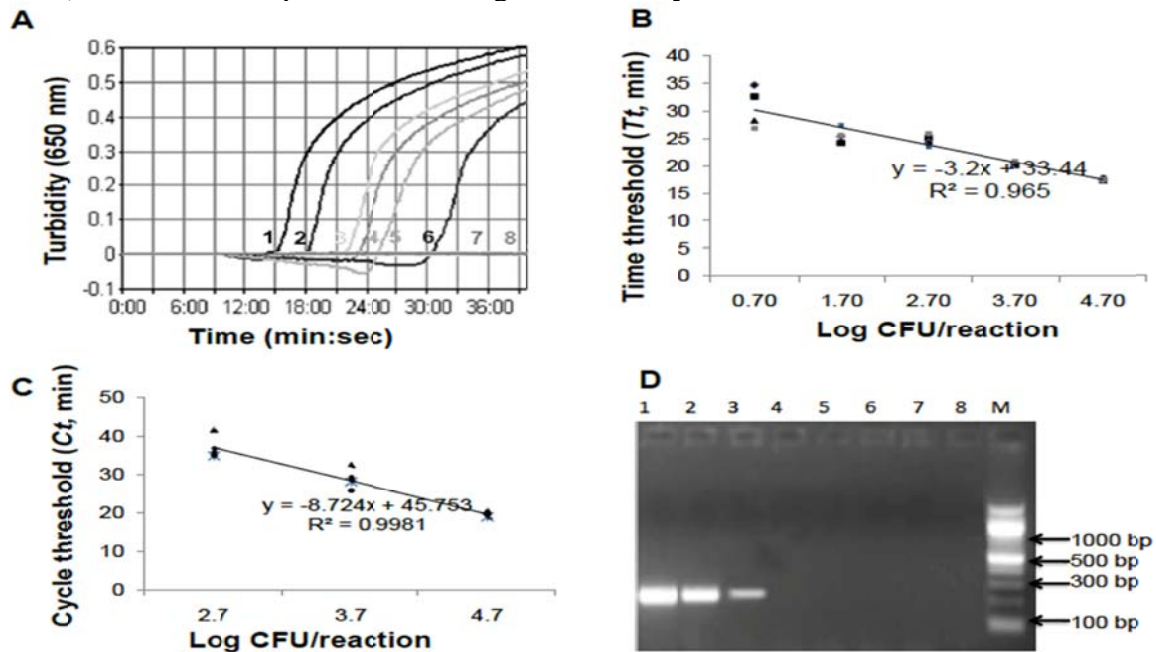 A
Turbidity (650 nm)
0.6
0.5
0.4
0.3
0.2
0.1
0
-0.1
1 2 3 4 5 6 7 8
0:00 6:00 12:00 18:00 24:00 30:00 36:00
Time (min:sec)
B
Time threshold (Tt, min)
40
35
30
25
20
15
10
5
0
y = -3.2x + 33.44
R² = 0.965
0.70 1.70 2.70 3.70 4.70
Log CFU/reaction
C
Cycle threshold (Ct, min)
50
40
30
20
10
0
y = -8.724x + 45.753
R² = 0.9981
2.7 3.7 4.7
Log CFU/reaction
D
1 2 3 4 5 6 7 8 M
1000 bp
500 bp
300 bp
100 bp